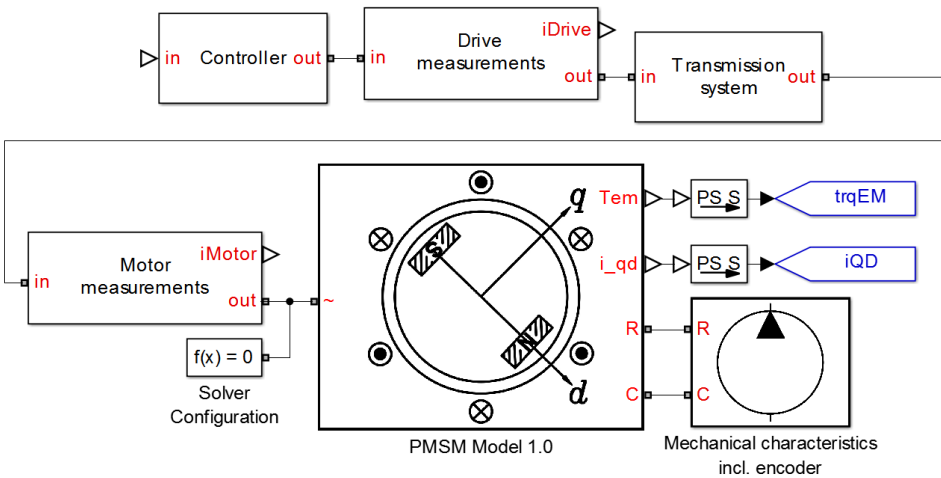 in Controller out
in Drive measurements iDrive out
in Transmission system out
in Motor measurements iMotor out
f(x) = 0
Solver
Configuration
~
S
N
q
d
Tem
i_qd
R
C
PMSM Model 1.0
PS S
trqEM
PS S
iQD
R
C
Mechanical characteristics
incl. encoder